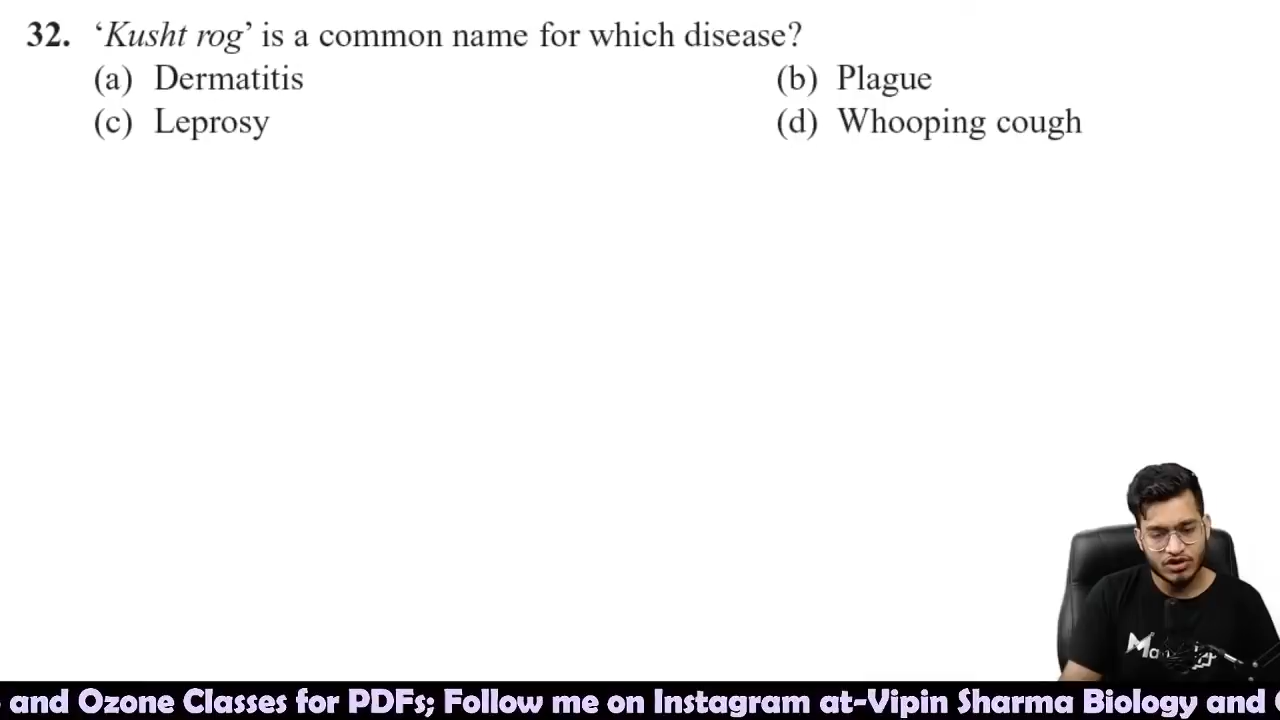 32. ‘Kusht rog’ is a common name for which disease?
(a) Dermatitis (b) Plague
(c) Leprosy (d) Whooping cough
and Ozone Classes for PDFs; Follow me on Instagram at-Vipin Sharma Biology and